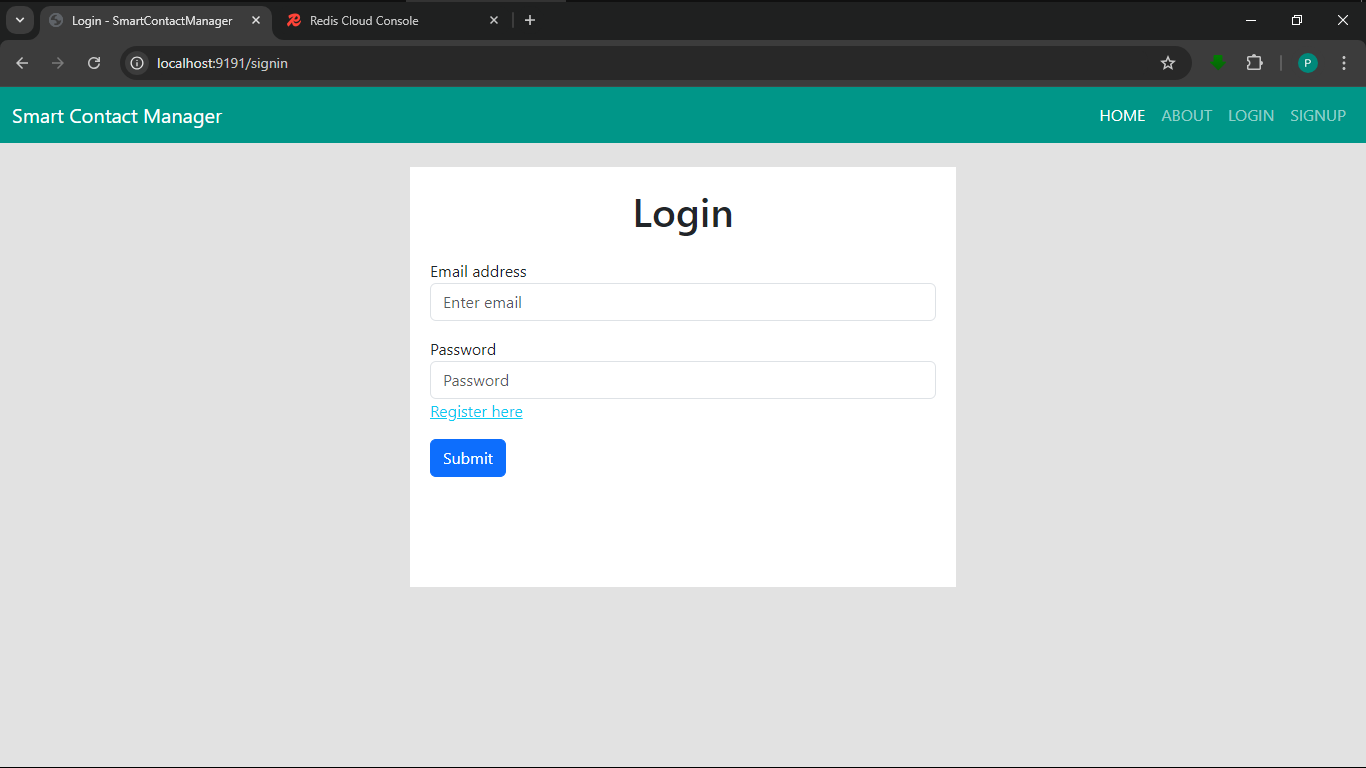 Login - SmartContactManager
Redis Cloud Console
localhost:9191/signin
P
Smart Contact Manager
HOME ABOUT LOGIN SIGNUP
Login
Email address
Enter email
Password
Password
Register here
Submit